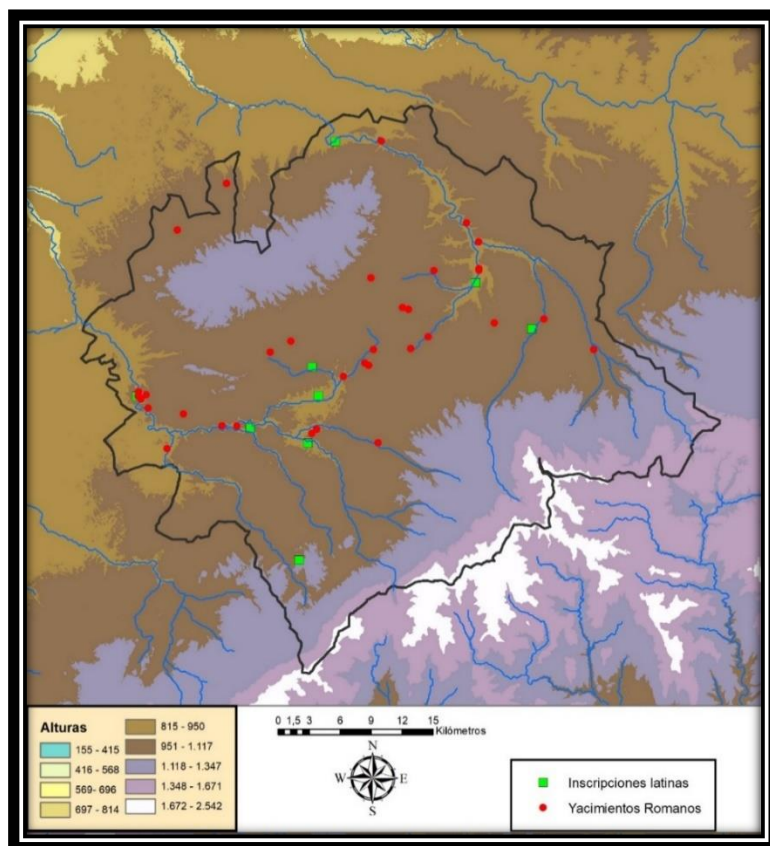 Alturas
155 - 415
416 - 568
569- 696
697 - 814
815 - 950
951 - 1.117
1.118 - 1.347
1.348 - 1.671
1.672 - 2.542
0 1,5 3 6 9 12 15
Kilómetros
N
W E
S
Inscripciones latinas
Yacimientos Romanos